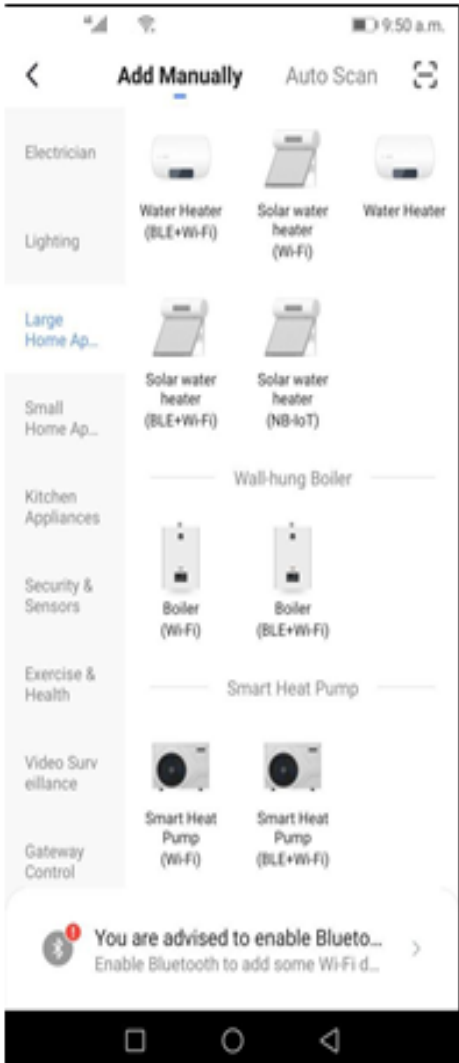 9:50 a.m.
Add Manually
Auto Scan
Electrician
Lighting
Large
Home Ap...
Small
Home Ap...
Kitchen
Appliances
Security &
Sensors
Exercise &
Health
Video Surv
eillance
Gateway
Control
Water Heater
(BLE+Wi-Fi)
Solar water
heater
(Wi-Fi)
Water Heater
Solar water
heater
(BLE+Wi-Fi)
Solar water
heater
(NB-IoT)
Wall-hung Boiler
Boiler
(Wi-Fi)
Boiler
(BLE+Wi-Fi)
Smart Heat Pump
Smart Heat
Pump
(Wi-Fi)
Smart Heat
Pump
(BLE+Wi-Fi)
You are advised to enable Blueto...
Enable Bluetooth to add some Wi-Fi d...